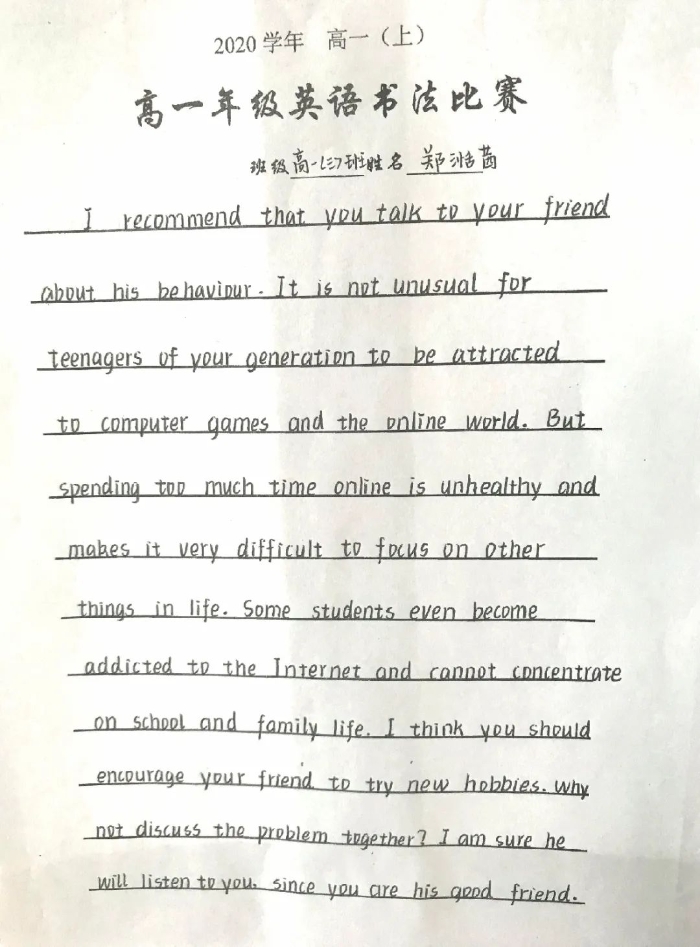 2020 学年 高一（上）
高一年级英语书法比赛
班级高一(3)班姓名 郑湉茜
I recommend that you talk to your friend
about his behaviour. It is not unusual for
teenagers of your generation to be attracted
to computer games and the online world. But
spending too much time online is unhealthy and
makes it very difficult to focus on other
things in life. Some students even become
addicted to the Internet and cannot concentrate
on school and family life. I think you should
encourage your friend to try new hobbies. Why
not discuss the problem together? I am sure he
will listen to you, since you are his good friend.